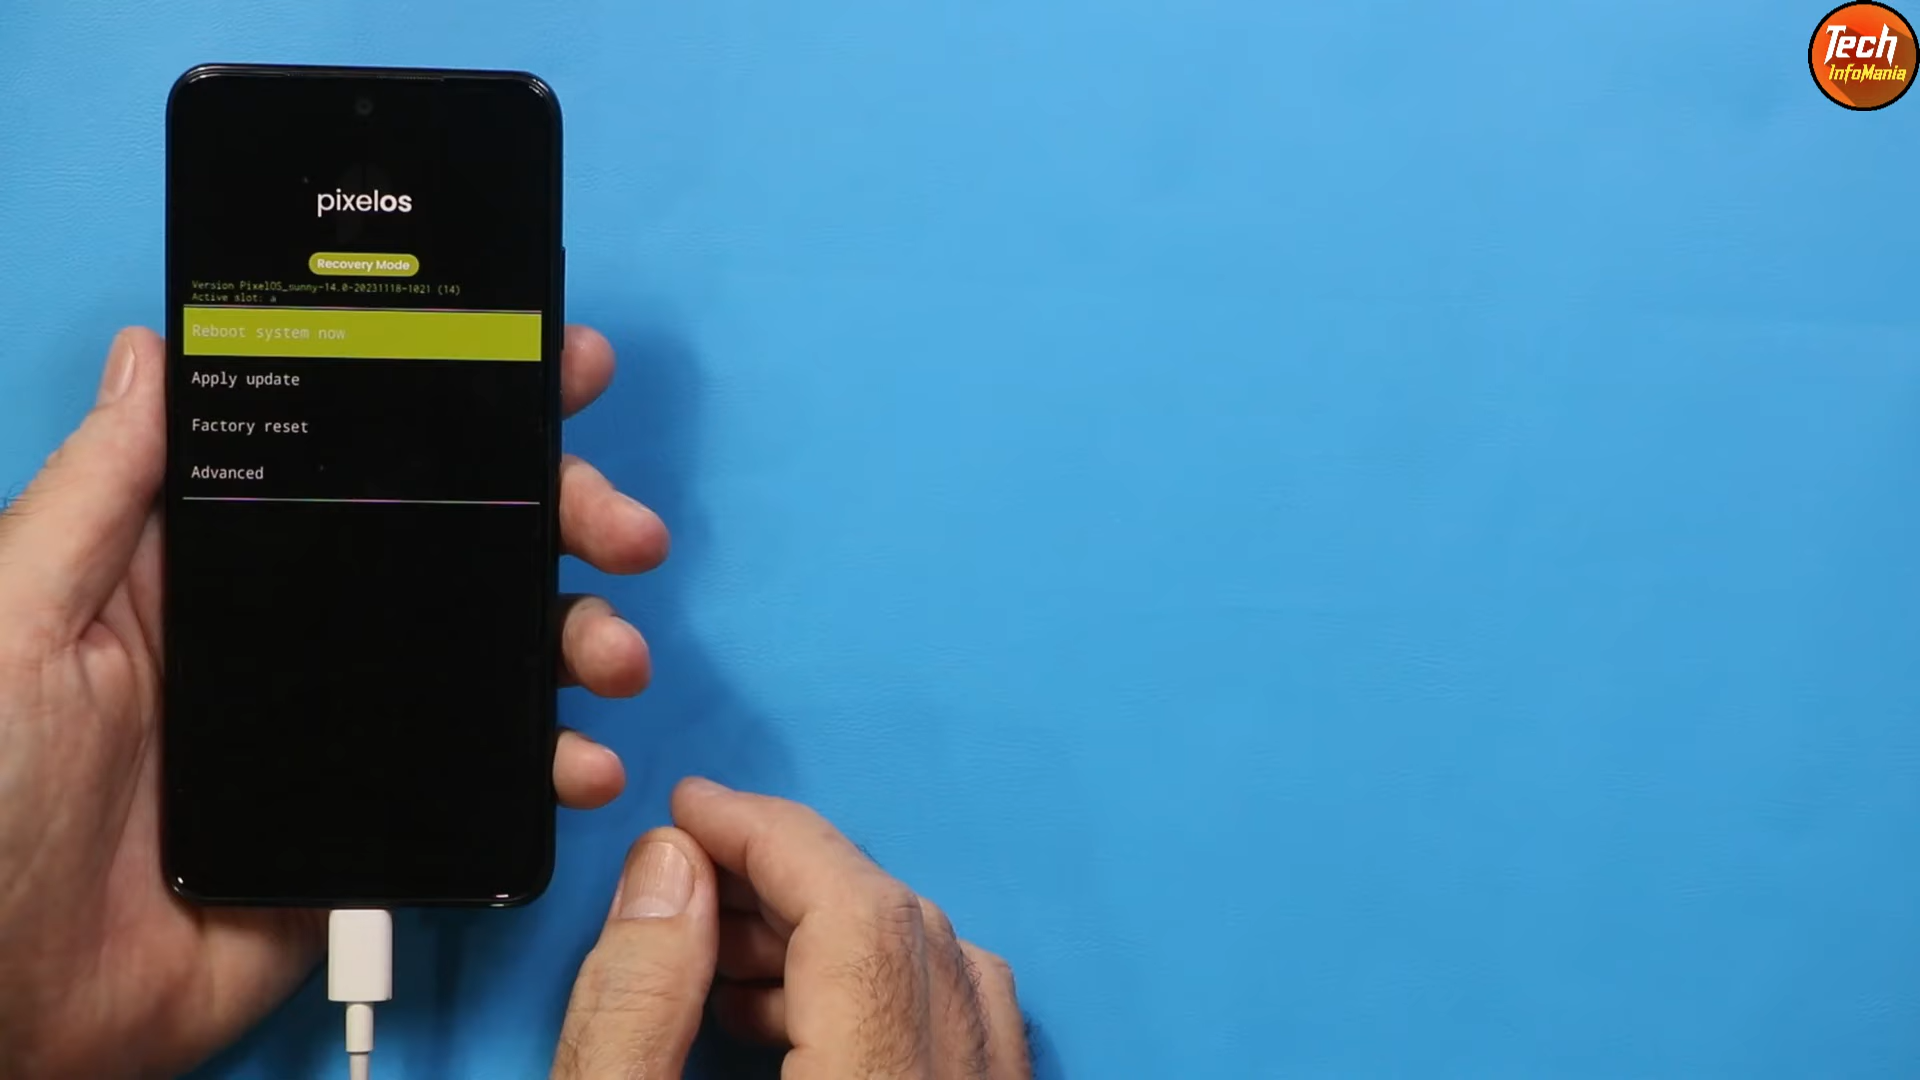 Tech
InfoMania
pixelos
Recovery Mode
Version PixelOS_sunny-14.0-20231118-1021 (14)
Active slot: a
Reboot system now
Apply update
Factory reset
Advanced